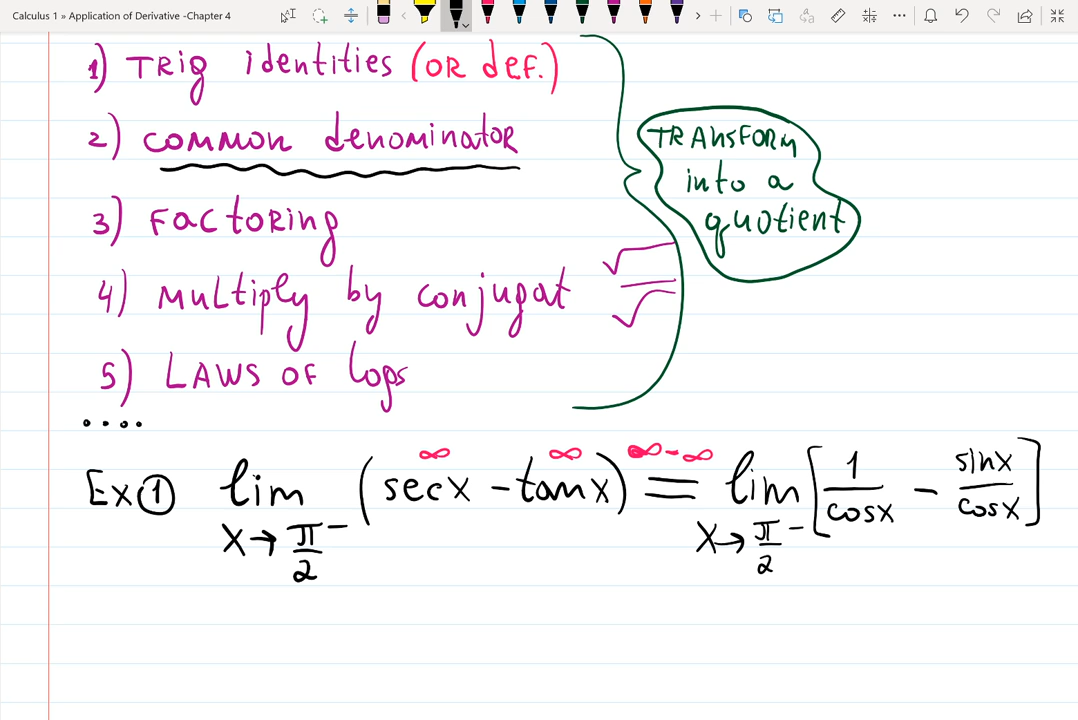 Calculus 1 » Application of Derivative -Chapter 4
1) TRig identities (OR def.)
2) common denominator
3) Factoring
4) Multiply by conjugat
5) LAWS OF logs
....
TRANSFORM
into a
quotient
√
√
∞ ∞ ∞-∞
Ex① lim (secx - tanx) = lim [1/cosx - sinx/cosx]
x→π/2⁻ x→π/2⁻